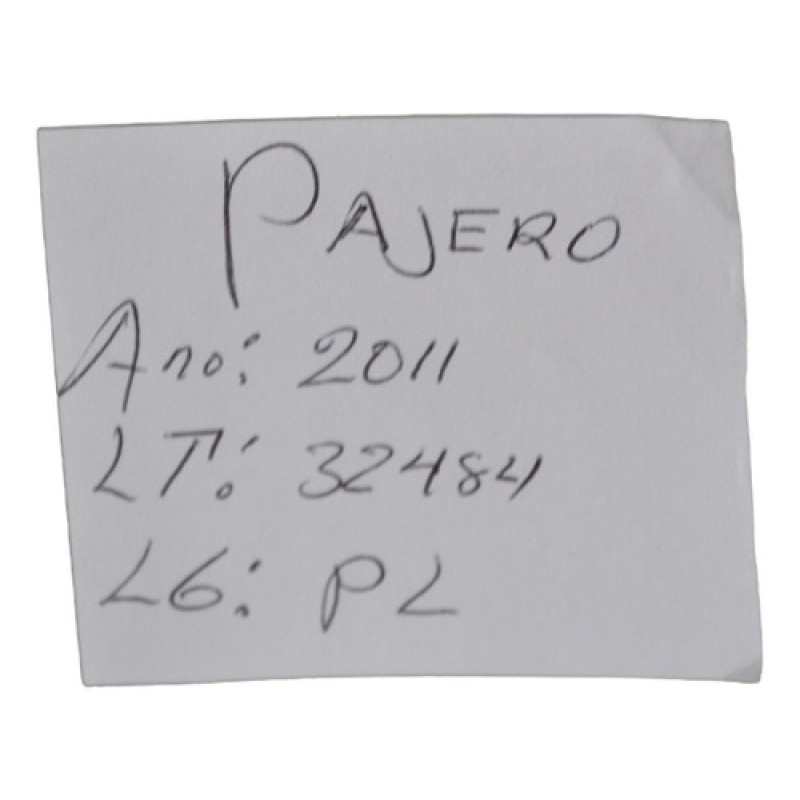 PAJERO
Ano: 2011
LT: 32484
LG: PL